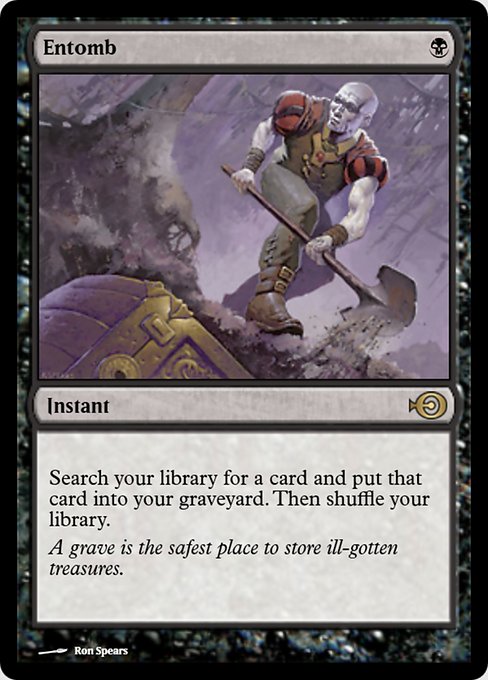 Entomb
Instant
Search your library for a card and put that
card into your graveyard. Then shuffle your
library.
A grave is the safest place to store ill-gotten
treasures.
Ron Spears